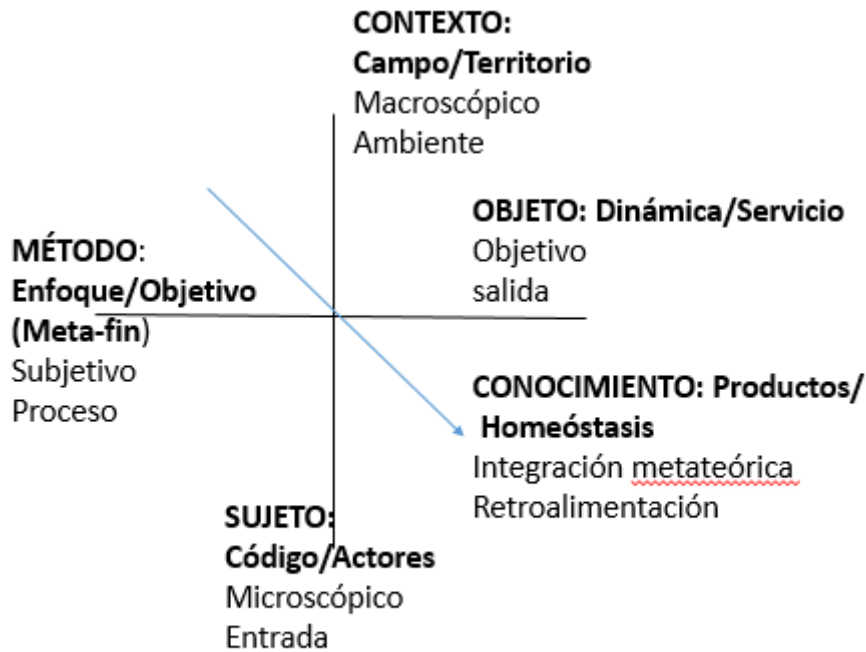 CONTEXTO:
Campo/Territorio
Macroscópico
Ambiente
OBJETO: Dinámica/Servicio
Objetivo
salida
MÉTODO:
Enfoque/Objetivo
(Meta-fin)
Subjetivo
Proceso
CONOCIMIENTO: Productos/
Homeóstasis
Integración metateórica
Retroalimentación
SUJETO:
Código/Actores
Microscópico
Entrada